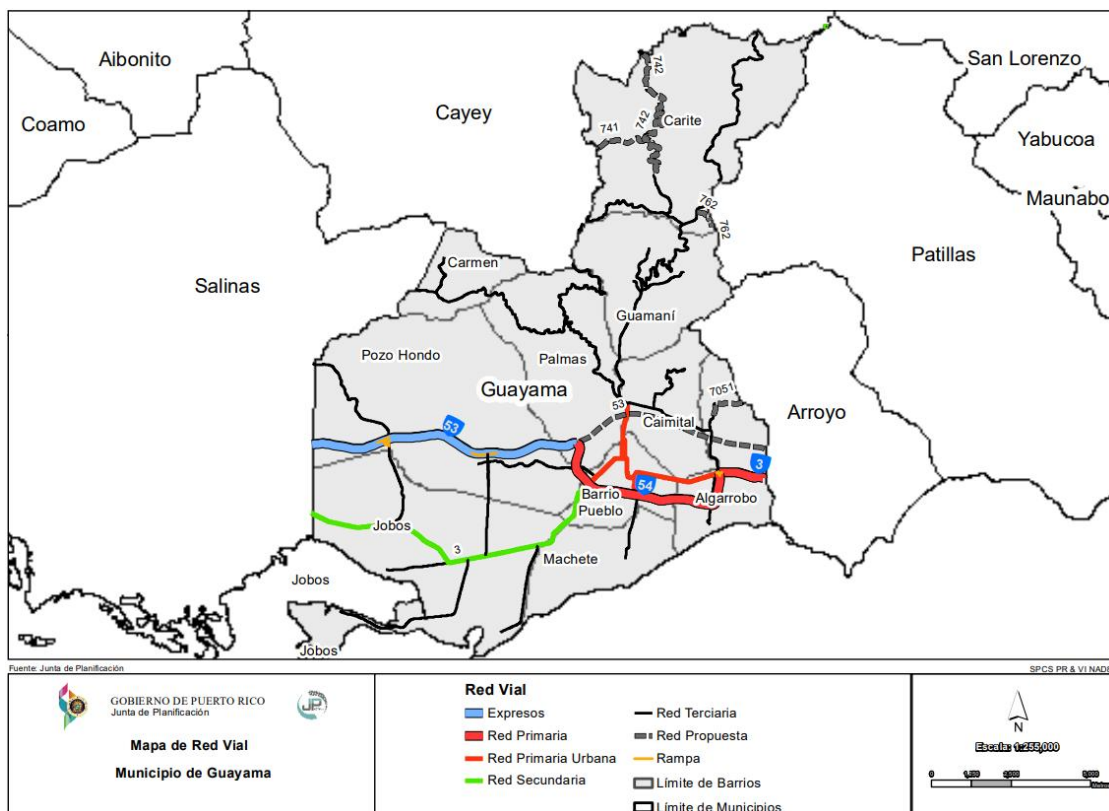 Aibonito
San Lorenzo
Coamo
Cayey
742
Yabucoa
742
Carite
741
Maunabo
762
762
Patillas
Carmen
Salinas
Guamaní
Pozo Hondo
Palmas
Guayama
7051
53
Caimital
Arroyo
53
3
54
Barrio
Pueblo
Algarrobo
Jobos
3
Machete
Jobos
Jobos
Fuente: Junta de Planificación
SPCS PR & VI NAD8
GOBIERNO DE PUERTO RICO
Junta de Planificación
JP
Mapa de Red Vial
Municipio de Guayama
Red Vial
Expresos
Red Primaria
Red Primaria Urbana
Red Secundaria
Red Terciaria
Red Propuesta
Rampa
Límite de Barrios
Límite de Municipios
N
Escala: 1:255,000
0